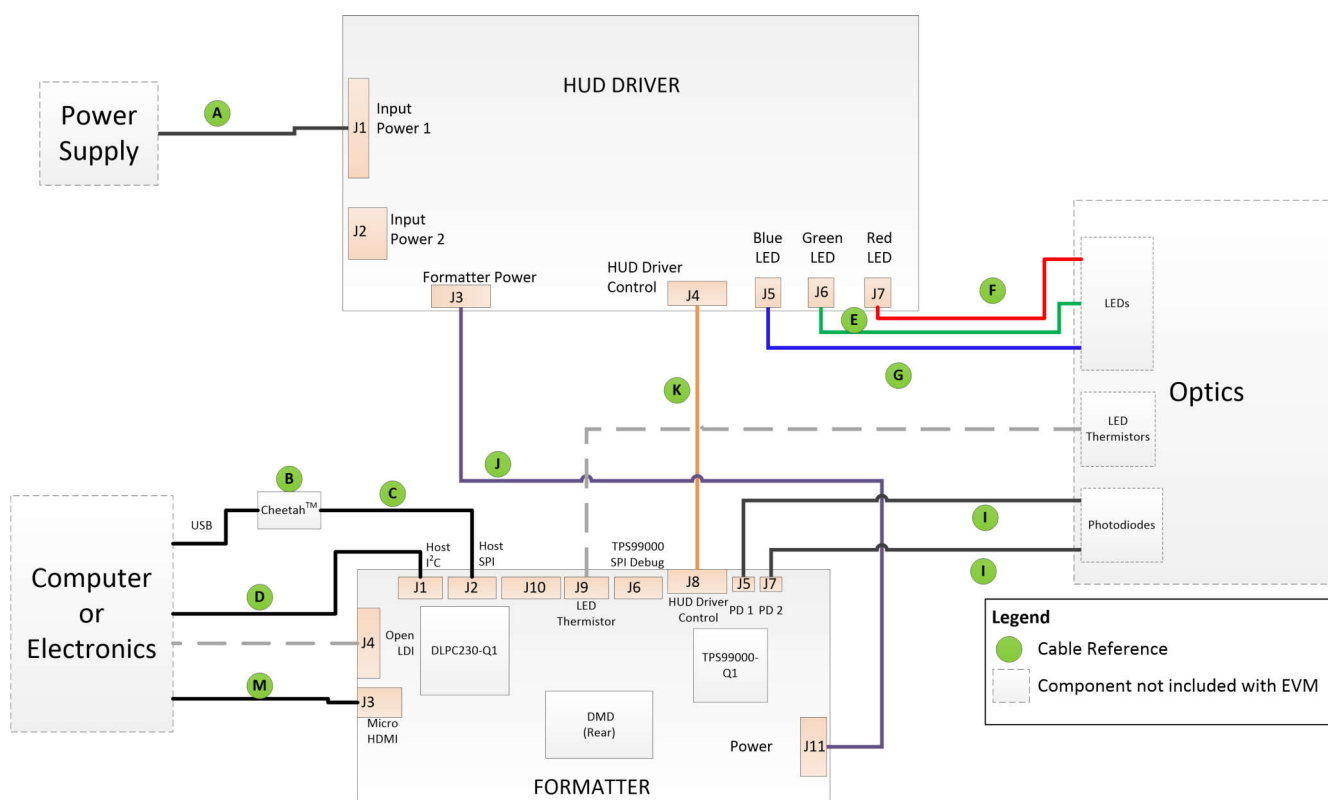 HUD DRIVER
Power
Supply
A
J1
Input
Power 1
J2
Input
Power 2
Formatter Power
J3
HUD Driver
Control
J4
Blue
LED
J5
Green
LED
J6
Red
LED
J7
E
F
G
LEDs
LED
Thermistors
Photodiodes
Optics
K
J
I
I
B
Cheetah™
C
USB
Computer
or
Electronics
D
M
Host
I²C
J1
Host
SPI
J2
J10
J9
LED
Thermistor
TPS99000
SPI Debug
J6
J8
HUD Driver
Control
J5
PD 1
J7
PD 2
J4
Open
LDI
DLPC230-Q1
TPS99000-
Q1
J3
Micro
HDMI
DMD
(Rear)
Power
J11
FORMATTER
Legend
Cable Reference
Component not included with EVM